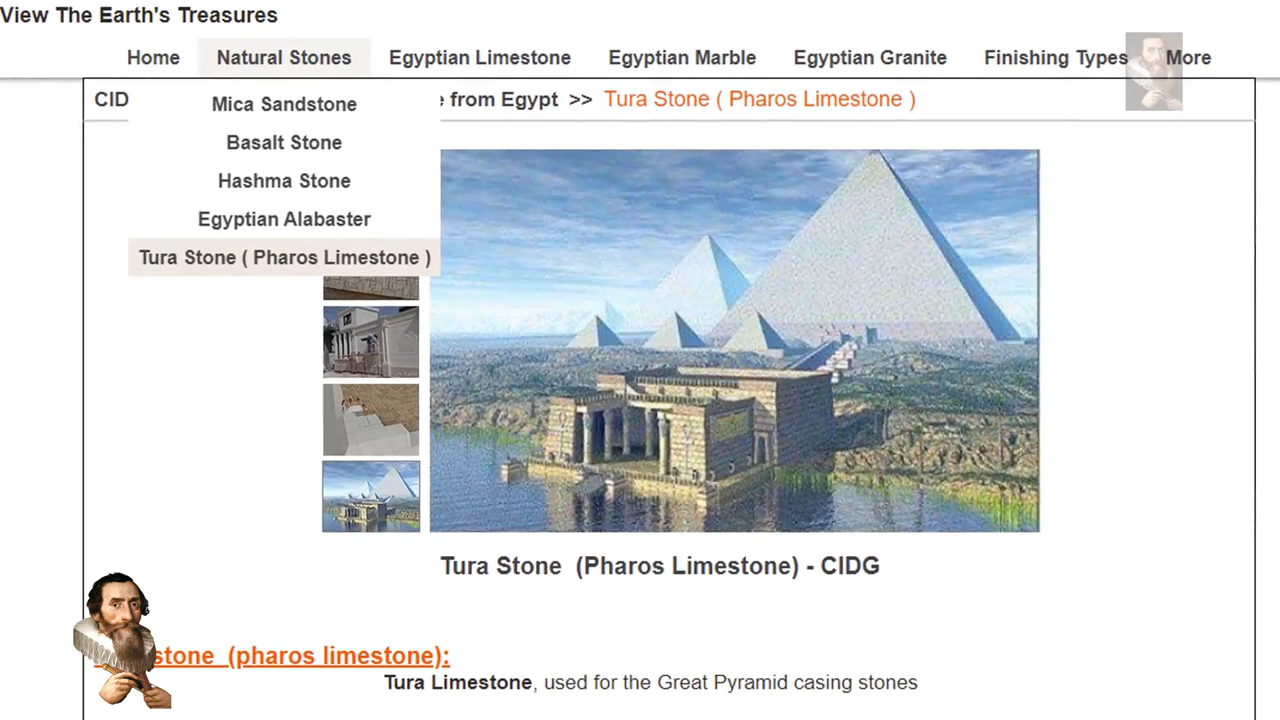 View The Earth's Treasures
Home Natural Stones Egyptian Limestone Egyptian Marble Egyptian Granite Finishing Types More
CID from Egypt >> Tura Stone ( Pharos Limestone )
Mica Sandstone
Basalt Stone
Hashma Stone
Egyptian Alabaster
Tura Stone ( Pharos Limestone )
Tura Stone (Pharos Limestone) - CIDG
stone (pharos limestone):
Tura Limestone, used for the Great Pyramid casing stones